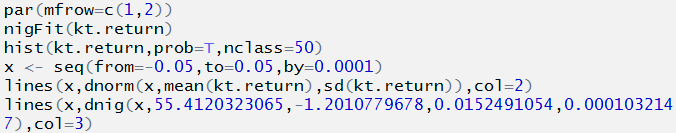 par(mfrow=c(1,2))
nigFit(kt.return)
hist(kt.return,prob=T,nclass=50)
x <- seq(from=-0.05,to=0.05,by=0.0001)
lines(x,dnorm(x,mean(kt.return),sd(kt.return)),col=2)
lines(x,dnig(x,55.4120323065,-1.2010779678,0.0152491054,0.000103214
7),col=3)